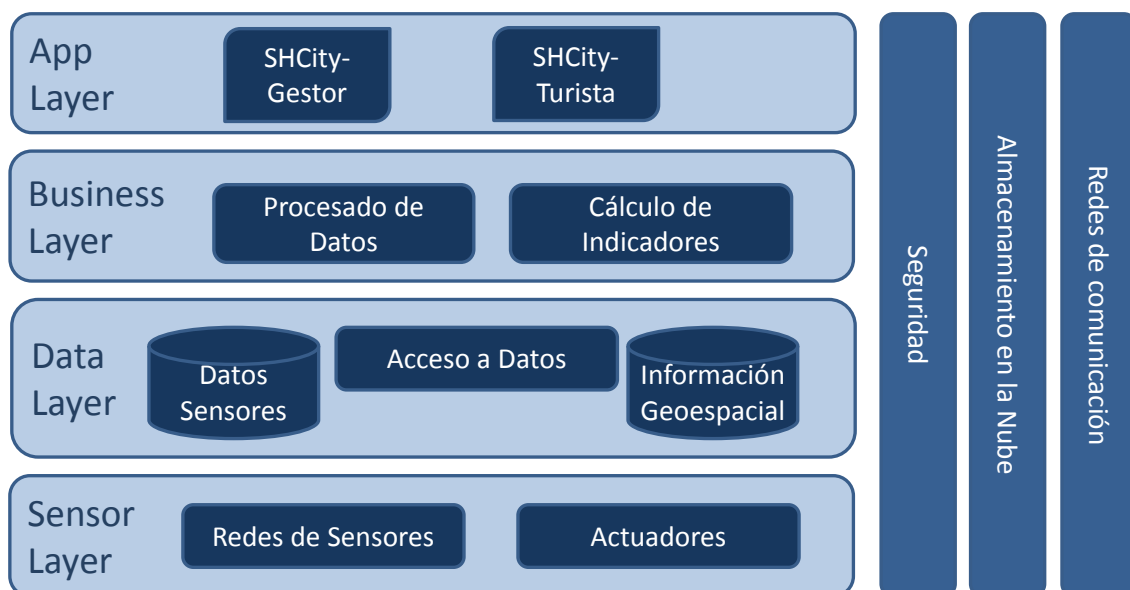 App
Layer
SHCity-
Gestor
SHCity-
Turista
Business
Layer
Procesado de
Datos
Cálculo de
Indicadores
Data
Layer
Datos
Sensores
Acceso a Datos
Información
Geoespacial
Sensor
Layer
Redes de Sensores
Actuadores
Seguridad
Almacenamiento en la Nube
Redes de comunicación